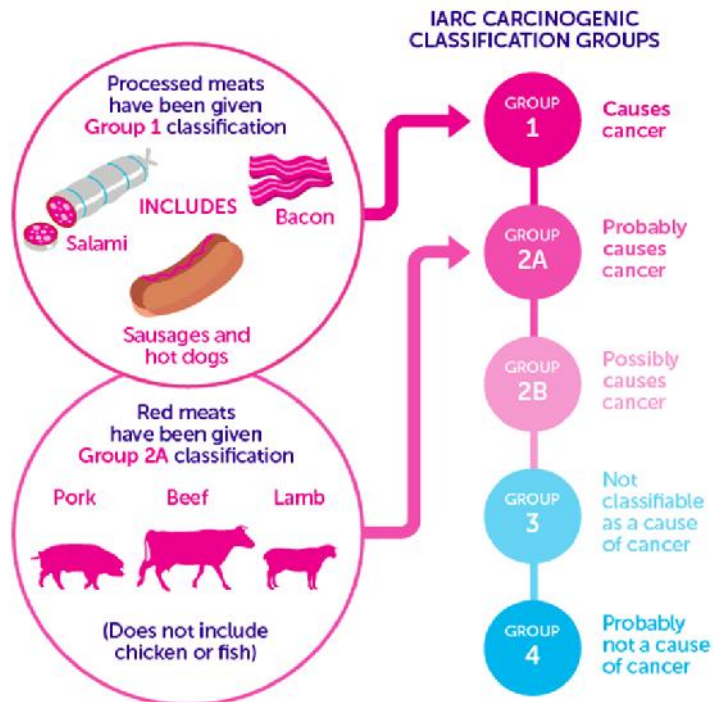 IARC CARCINOGENIC
CLASSIFICATION GROUPS
Processed meats
have been given
Group 1 classification
INCLUDES
Salami
Bacon
Sausages and
hot dogs
Red meats
have been given
Group 2A classification
Pork
Beef
Lamb
(Does not include
chicken or fish)
GROUP
1
Causes
cancer
GROUP
2A
Probably
causes
cancer
GROUP
2B
Possibly
causes
cancer
GROUP
3
Not
classifiable
as a cause
of cancer
GROUP
4
Probably
not a cause
of cancer